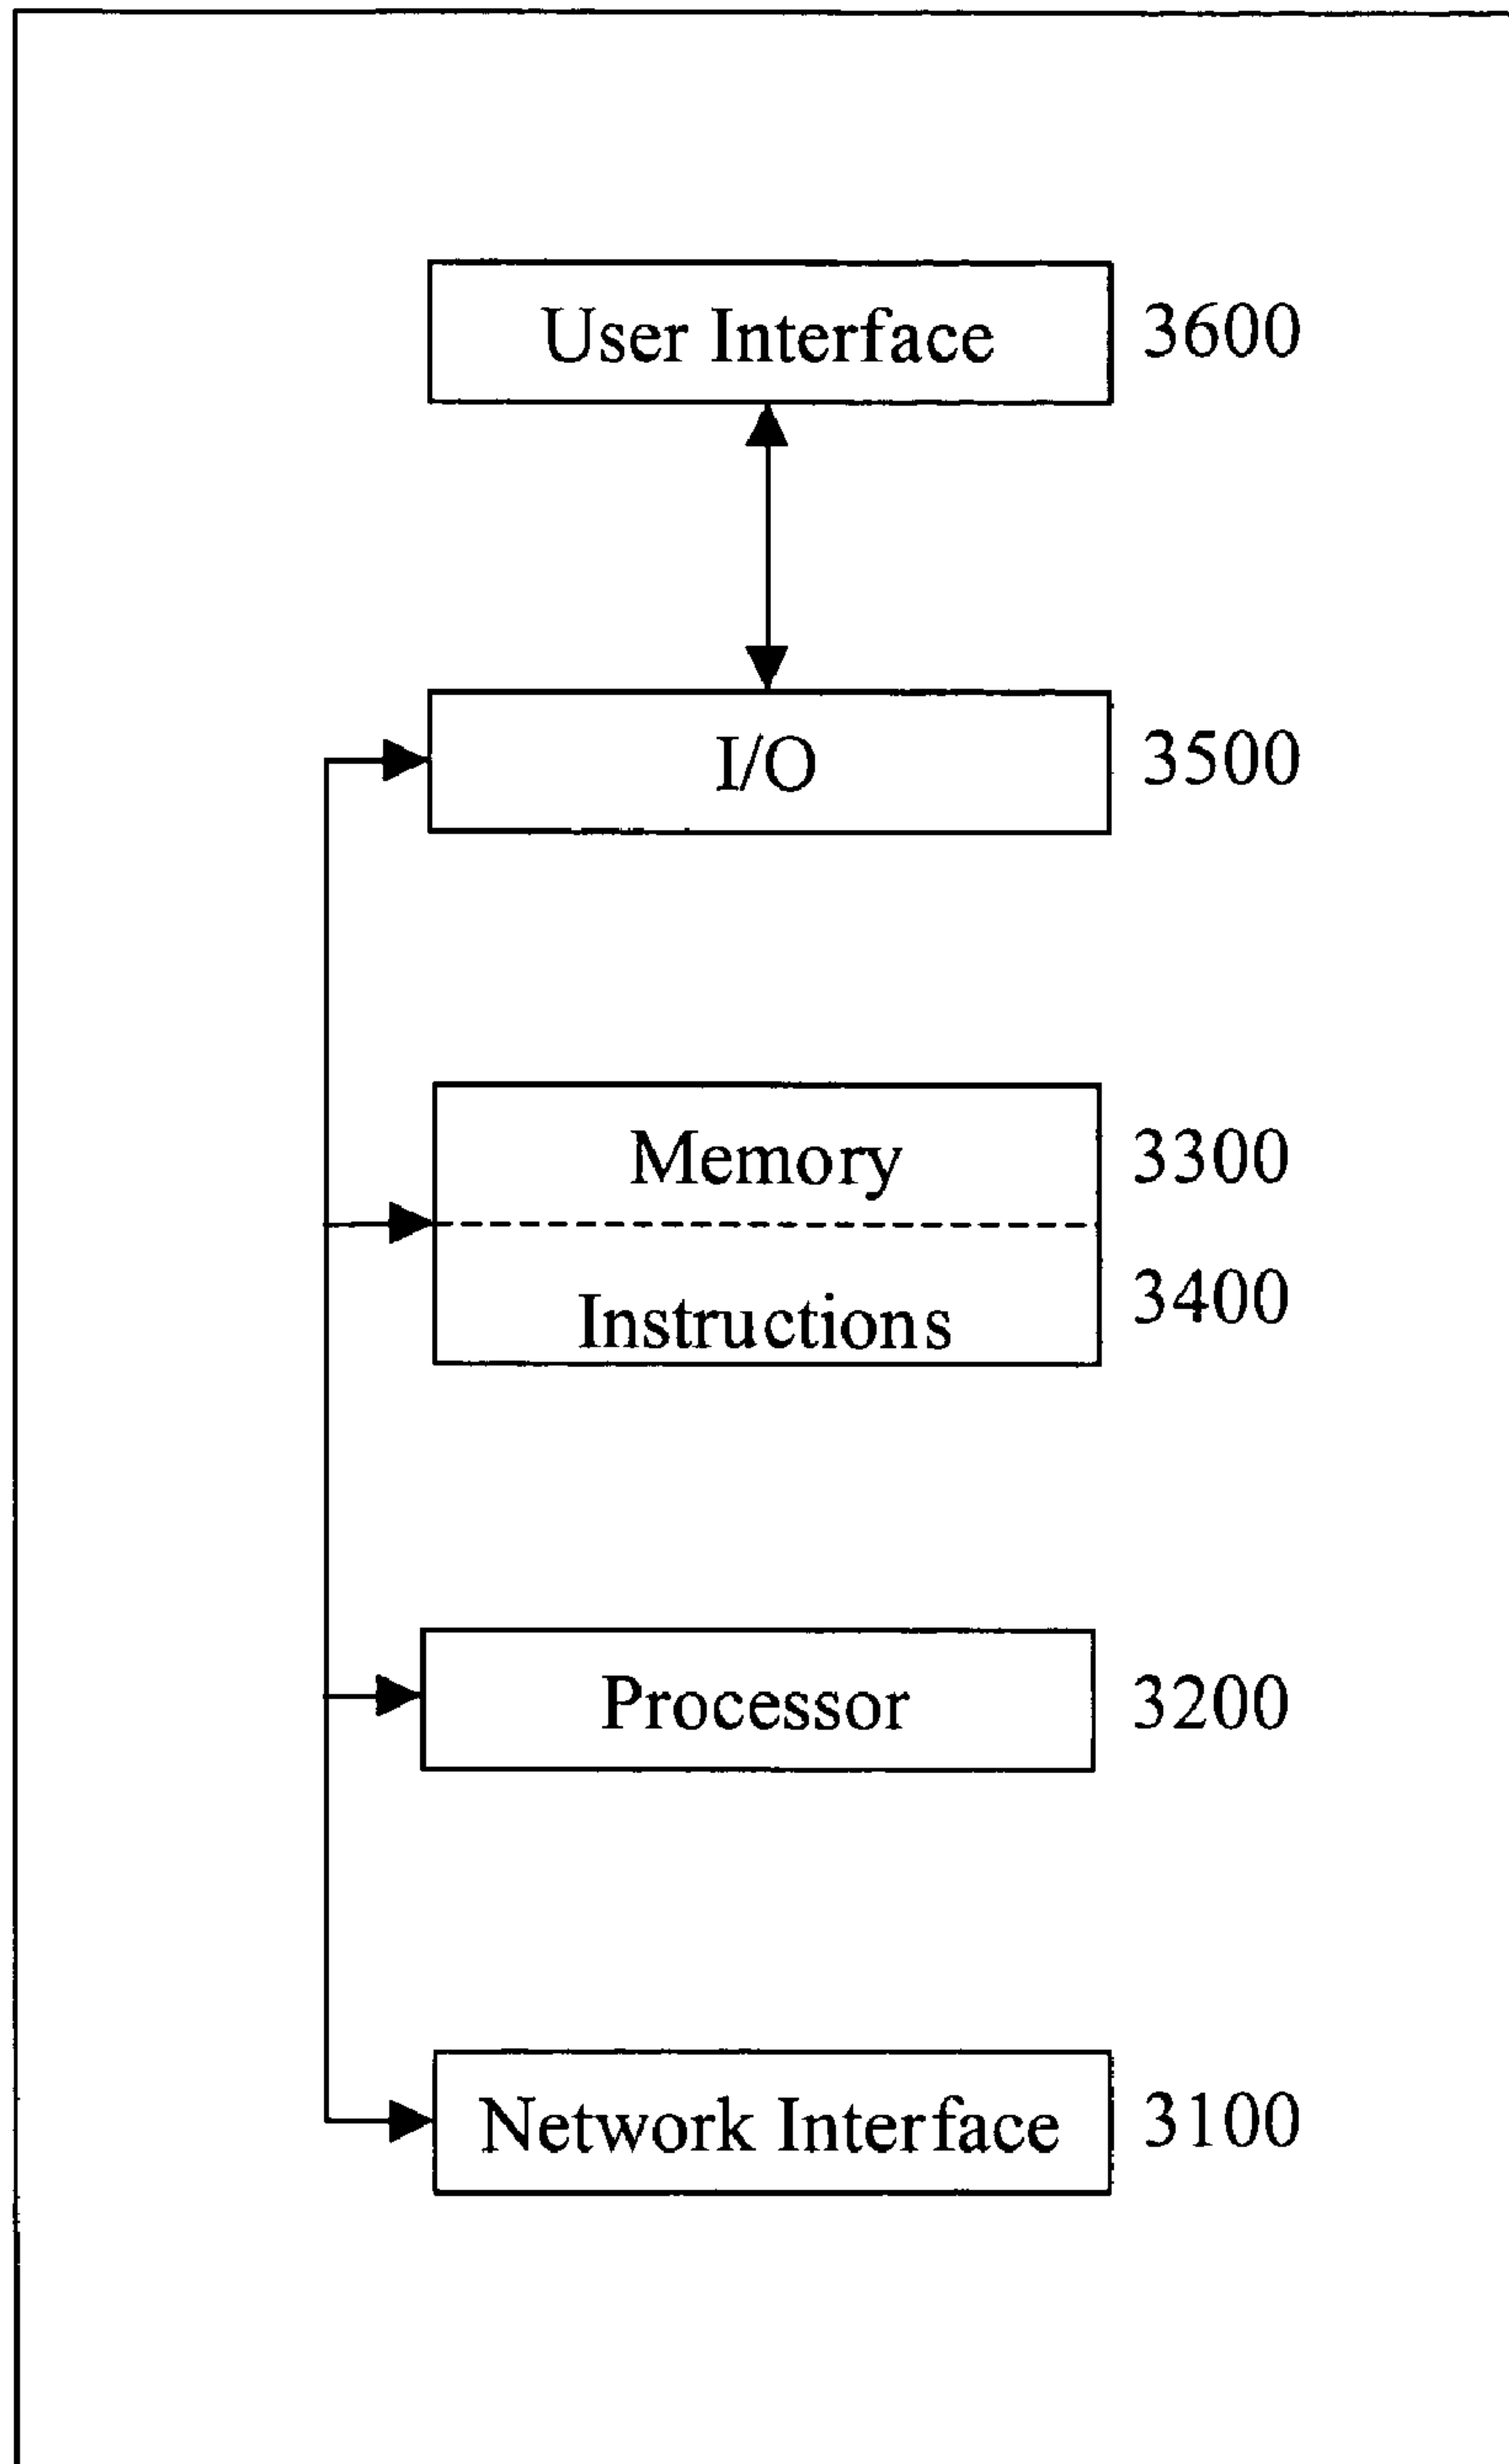 User Interface 3600
I/O 3500
Memory 3300
Instructions 3400
Processor 3200
Network Interface 3100